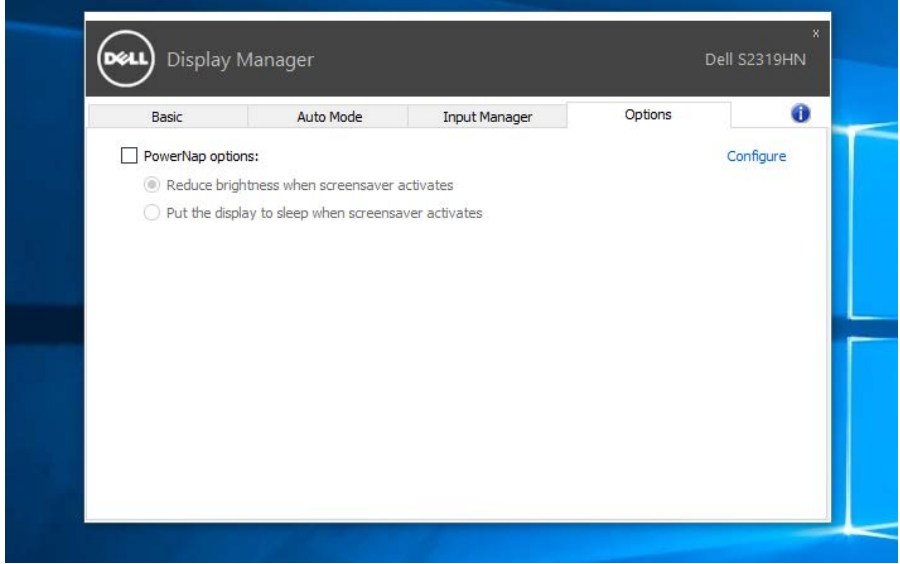 DELL Display Manager Dell S2319HN
Basic Auto Mode Input Manager Options
PowerNap options: Configure
Reduce brightness when screensaver activates
Put the display to sleep when screensaver activates